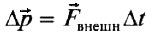 Δp⃗ = F⃗внешн Δt